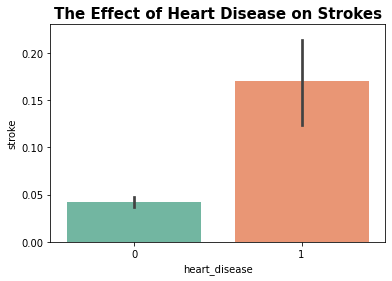 The Effect of Heart Disease on Strokes
0.20
0.15
0.10
0.05
0.00
stroke
0 1
heart_disease